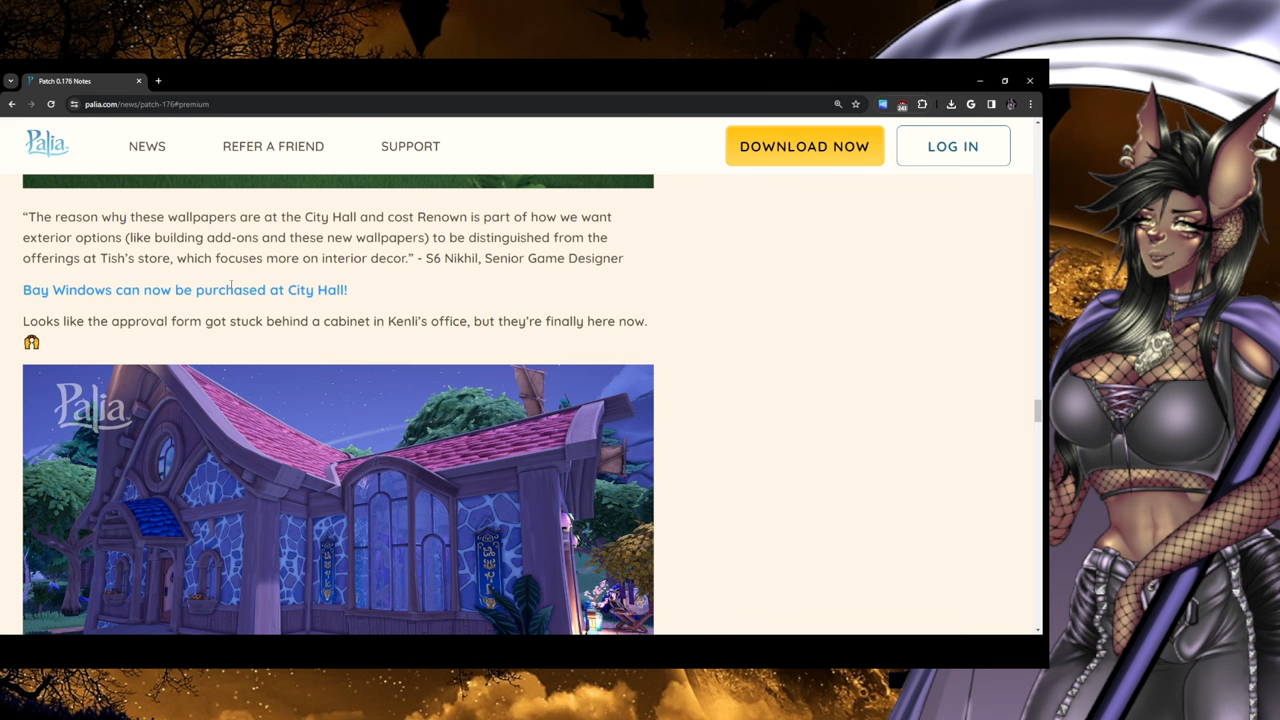 Patch 0.176 Notes
palia.com/news/patch-176#premium
243
Palia
NEWS
REFER A FRIEND
SUPPORT
DOWNLOAD NOW
LOG IN
“The reason why these wallpapers are at the City Hall and cost Renown is part of how we want
exterior options (like building add-ons and these new wallpapers) to be distinguished from the
offerings at Tish’s store, which focuses more on interior decor.” - S6 Nikhil, Senior Game Designer
Bay Windows can now be purchased at City Hall!
Looks like the approval form got stuck behind a cabinet in Kenli’s office, but they’re finally here now.
Palia